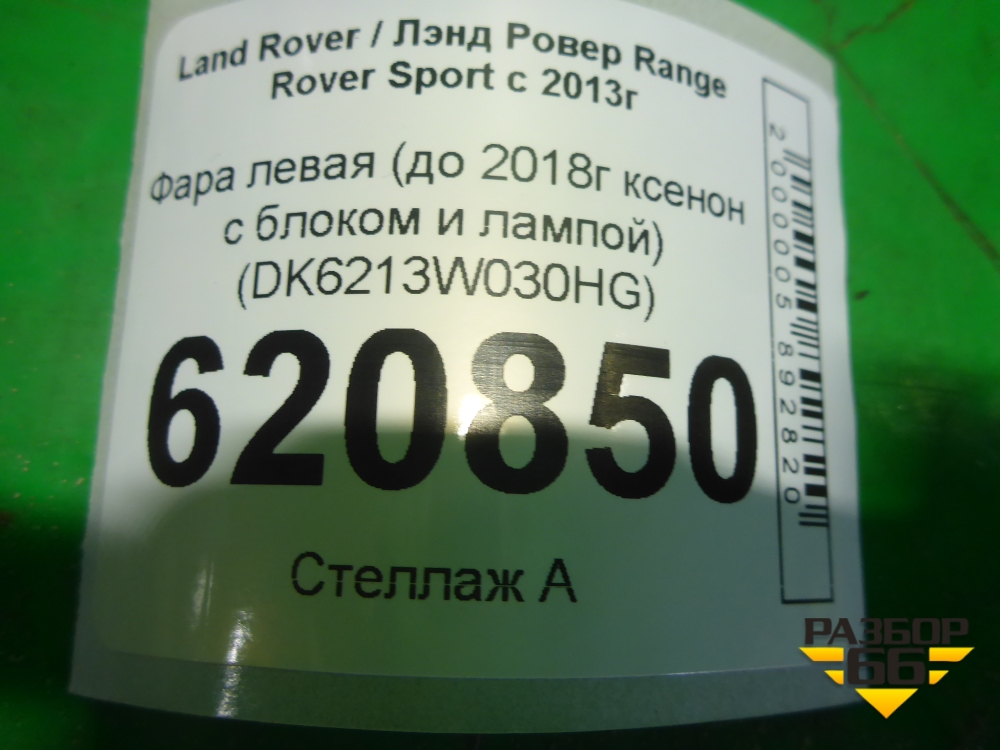 Land Rover / Лэнд Ровер Range
Rover Sport с 2013г
Фара левая (до 2018г ксенон
с блоком и лампой)
(DK6213W030HG)
620850
Стеллаж А
2000005892820
РАЗБОР
66